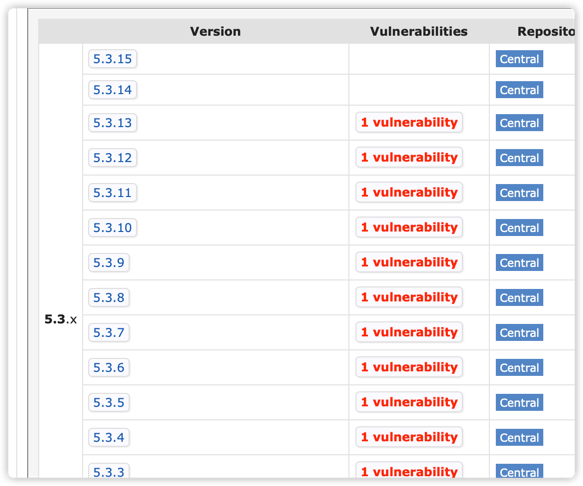 Version Vulnerabilities Reposito
5.3.15 Central
5.3.14 Central
5.3.13 1 vulnerability Central
5.3.12 1 vulnerability Central
5.3.11 1 vulnerability Central
5.3.10 1 vulnerability Central
5.3.9 1 vulnerability Central
5.3.8 1 vulnerability Central
5.3.x
5.3.7 1 vulnerability Central
5.3.6 1 vulnerability Central
5.3.5 1 vulnerability Central
5.3.4 1 vulnerability Central
5.3.3 1 vulnerability Central